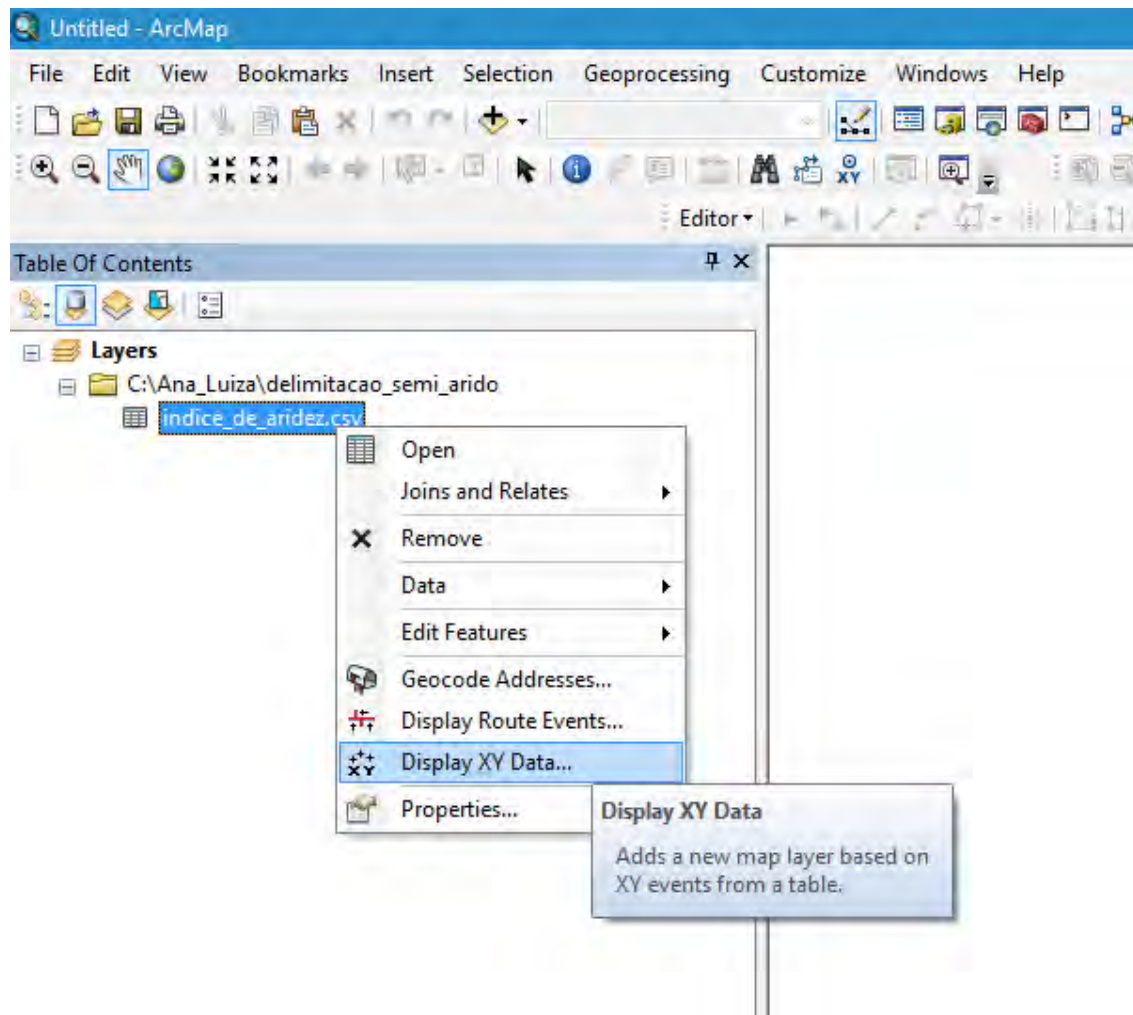 Untitled - ArcMap
File Edit View Bookmarks Insert Selection Geoprocessing Customize Windows Help
XY
Editor
Table Of Contents
Layers
C:\Ana_Luiza\delimitacao_semi_arido
indice_de_aridez.csv
Open
Joins and Relates
Remove
Data
Edit Features
Geocode Addresses...
Display Route Events...
XY Display XY Data...
Properties...
Display XY Data
Adds a new map layer based on
XY events from a table.